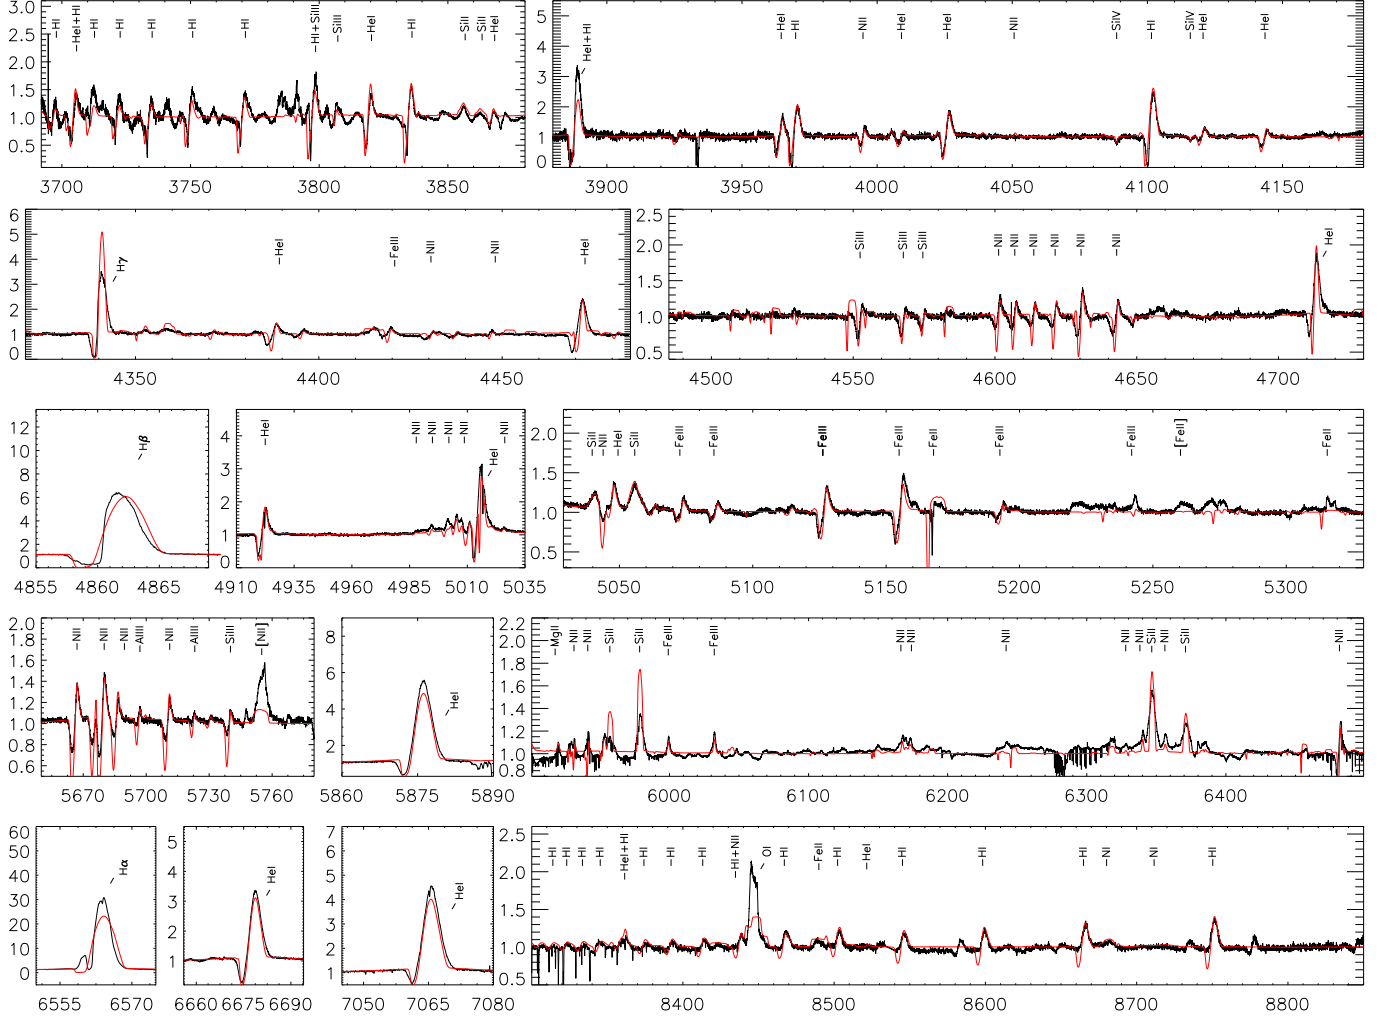 3.0 2.5 2.0 1.5 1.0 0.5
HI HeI+HI HI HI HI HI HI HI+SiIII SiIII HeI HI SiII SiII HeI
3700 3750 3800 3850
5 4 3 2 1 0
HeI+HI HeI HI NII HeI HeI NII SiIV HI SiIV HeI HeI
3900 3950 4000 4050 4100 4150
6 5 4 3 2 1 0
Hγ HeI FeIII NII NII HeI
4350 4400 4450
2.5 2.0 1.5 1.0 0.5
SiIII SiIII SiIII NII NII NII NII NII NII HeI
4500 4550 4600 4650 4700
12 10 8 6 4 2 0
Hβ
4855 4860 4865
4 3 2 1 0
HeI NII NII NII NII HeI NII
4910 4935 4960 4985 5010 5035
2.0 1.5 1.0 0.5
SiII NII HeI SiII FeIII FeIII FeIII FeIII FeII FeIII FeIII [FeII] FeII
5050 5100 5150 5200 5250 5300
2.0 1.8 1.6 1.4 1.2 1.0 0.8 0.6
NII NII NII AlIII NII AlIII SiIII [NII]
5670 5700 5730 5760
8 6 4 2
HeI
5860 5875 5890
2.2 2.0 1.8 1.6 1.4 1.2 1.0 0.8
MgII NII NII SiII SiII FeIII FeIII NII NII NII NII NII SiII NII SiII NII
6000 6100 6200 6300 6400
60 50 40 30 20 10 0
Hα
6555 6570
5 4 3 2 1
HeI
6660 6675 6690
7 6 5 4 3 2 1
HeI
7050 7065 7080
2.5 2.0 1.5 1.0 0.5
HI HI HI HI HeI+HI HI HI HI HI+NII OI HI FeII HI HeI HI HI HI NI NI HI
8400 8500 8600 8700 8800